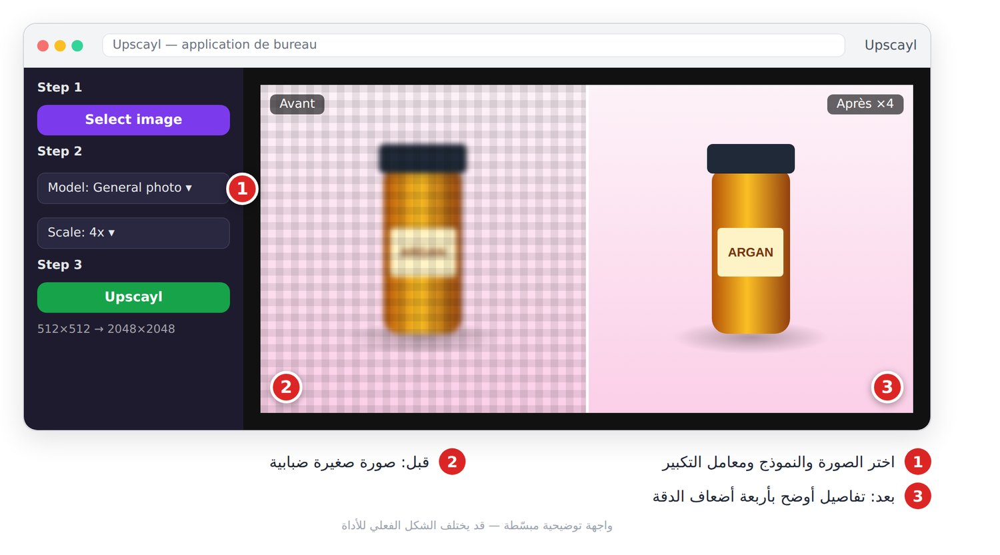 Upscayl — application de bureau
Upscayl
Step 1
Select image
Step 2
Model: General photo ▾
1
Scale: 4x ▾
Step 3
Upscayl
512×512 → 2048×2048
Avant
2
Après ×4
ARGAN
3
1 اختر الصورة والنموذج ومعامل التكبير
2 قبل: صورة صغيرة ضبابية
3 بعد: تفاصيل أوضح بأربعة أضعاف الدقة
واجهة توضيحية مبسّطة — قد يختلف الشكل الفعلي للأداة